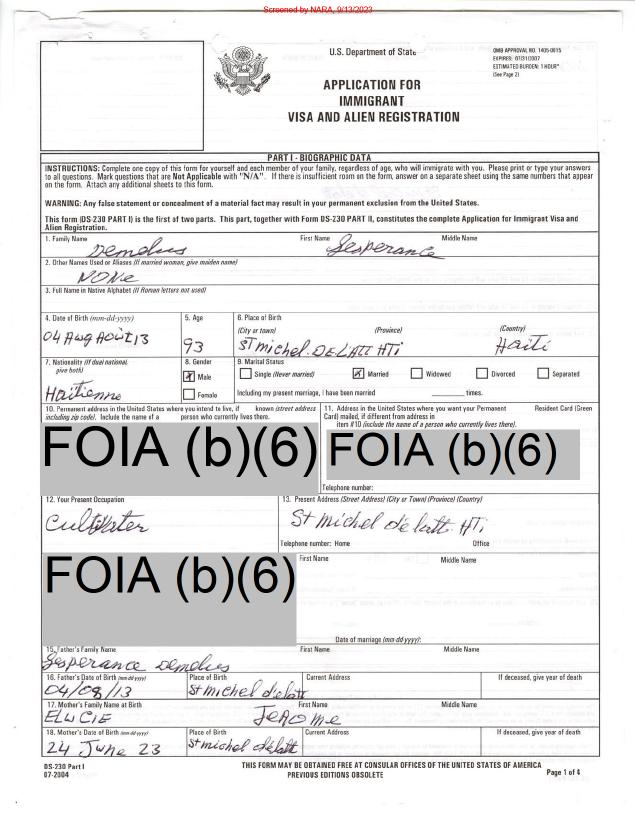 Screened by NARA, 9/13/2023
U.S. Department of State
OMB APPROVAL NO. 1405-0015
EXPIRES: 07/31/2007
ESTIMATED BURDEN: 1 HOUR*
(See Page 2)
APPLICATION FOR
IMMIGRANT
VISA AND ALIEN REGISTRATION
PART I - BIOGRAPHIC DATA
INSTRUCTIONS: Complete one copy of this form for yourself and each member of your family, regardless of age, who will immigrate with you. Please print or type your answers
to all questions. Mark questions that are Not Applicable with "N/A". If there is insufficient room on the form, answer on a separate sheet using the same numbers that appear
on the form. Attach any additional sheets to this form.
WARNING: Any false statement or concealment of a material fact may result in your permanent exclusion from the United States.
This form (DS-230 PART I) is the first of two parts. This part, together with Form DS-230 PART II, constitutes the complete Application for Immigrant Visa and
Alien Registration.
1. Family Name First Name Middle Name
Demelus Lesperance
2. Other Names Used or Aliases (If married woman, give maiden name)
NONe
3. Full Name in Native Alphabet (If Roman letters not used)
4. Date of Birth (mm-dd-yyyy) 5. Age 6. Place of Birth
(City or town) (Province) (Country)
04 Awg Août 13 93 St michel. DE LATT HTi Haiti
7. Nationality (If dual national, give both) 8. Gender 9. Marital Status
Male Single (Never married) Married Widowed Divorced Separated
Haïtienne Female Including my present marriage, I have been married times.
10. Permanent address in the United States where you intend to live, if known (street address
including zip code). Include the name of a person who currently lives there.
11. Address in the United States where you want your Permanent Resident Card (Green
Card) mailed, if different from address in
item #10 (include the name of a person who currently lives there).
FOIA (b)(6) FOIA (b)(6)
Telephone number:
12. Your Present Occupation 13. Present Address (Street Address) (City or Town) (Province) (Country)
St michel de latt. HTi
Telephone number: Home Office
FOIA (b)(6) First Name Middle Name
Date of marriage (mm-dd-yyyy):
15. Father's Family Name First Name Middle Name
Lesperance Demelus
16. Father's Date of Birth (mm-dd-yyyy) Place of Birth Current Address If deceased, give year of death
04/08/13 St michel d'elatt
17. Mother's Family Name at Birth First Name Middle Name
ELWCIE JeROMe
18. Mother's Date of Birth (mm-dd-yyyy) Place of Birth Current Address If deceased, give year of death
24 June 23 St michel delatt
DS-230 Part I
07-2004
THIS FORM MAY BE OBTAINED FREE AT CONSULAR OFFICES OF THE UNITED STATES OF AMERICA
PREVIOUS EDITIONS OBSOLETE
Page 1 of 4